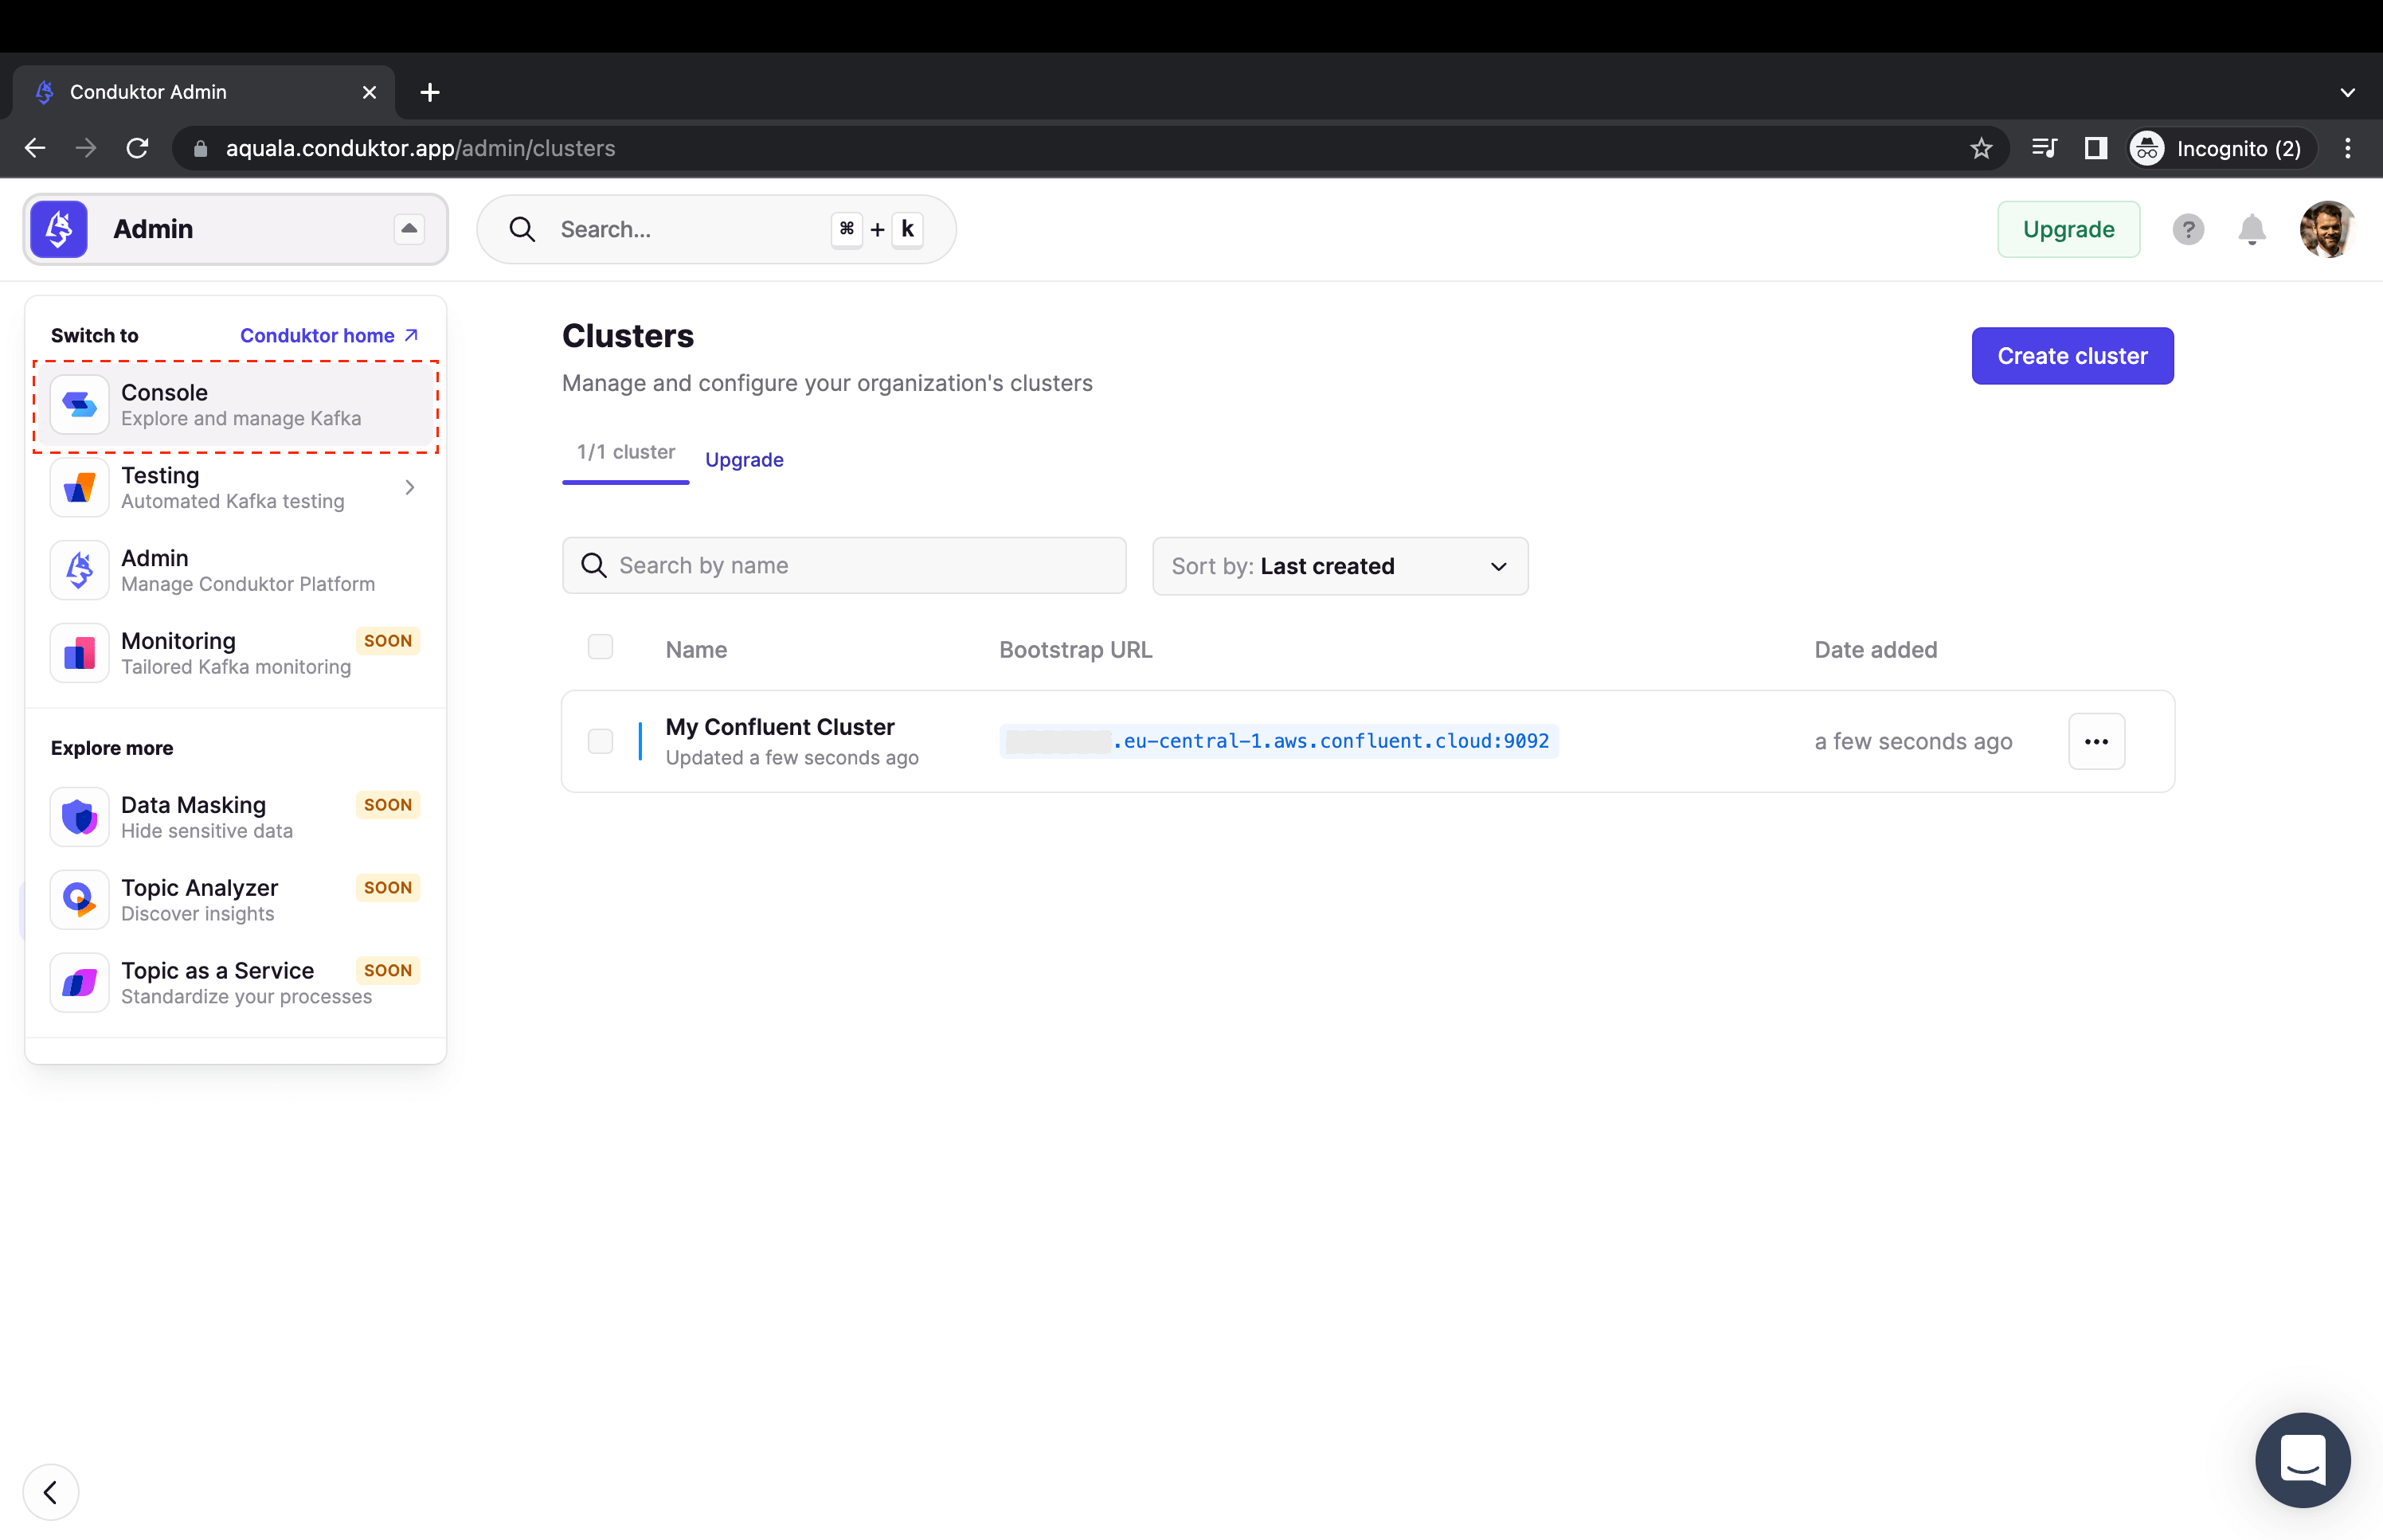 Conduktor Admin
aquala.conduktor.app/admin/clusters
Incognito (2)
Admin
Search...
⌘ + k
Upgrade
?
Switch to
Conduktor home
Console
Explore and manage Kafka
Testing
Automated Kafka testing
Admin
Manage Conduktor Platform
Monitoring
SOON
Tailored Kafka monitoring
Explore more
Data Masking
SOON
Hide sensitive data
Topic Analyzer
SOON
Discover insights
Topic as a Service
SOON
Standardize your processes
Clusters
Manage and configure your organization's clusters
Create cluster
1/1 cluster
Upgrade
Search by name
Sort by: Last created
Name
Bootstrap URL
Date added
My Confluent Cluster
Updated a few seconds ago
.eu-central-1.aws.confluent.cloud:9092
a few seconds ago